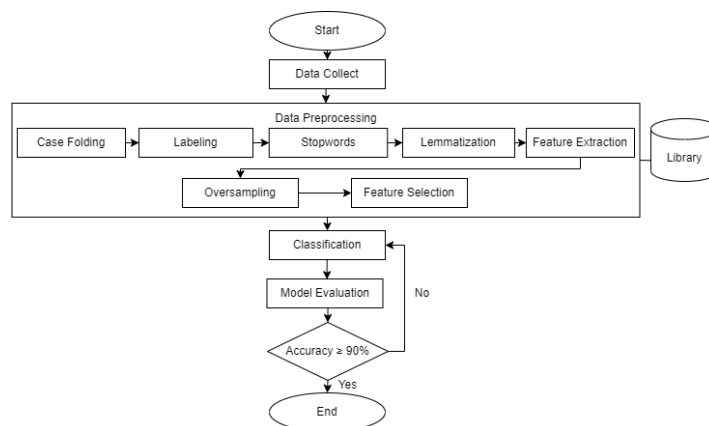 Start
Data Collect
Data Preprocessing
Case Folding
Labeling
Stopwords
Lemmatization
Feature Extraction
Library
Oversampling
Feature Selection
Classification
Model Evaluation
No
Accuracy ≥ 90%
Yes
End